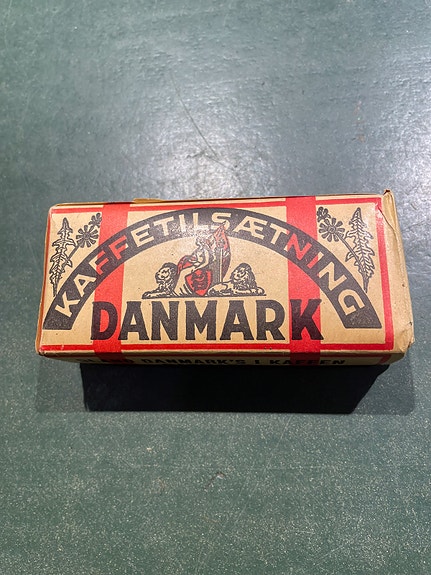 KAFFETILSÆTNING
DANMARK
DANMARK'S I KAFFEN